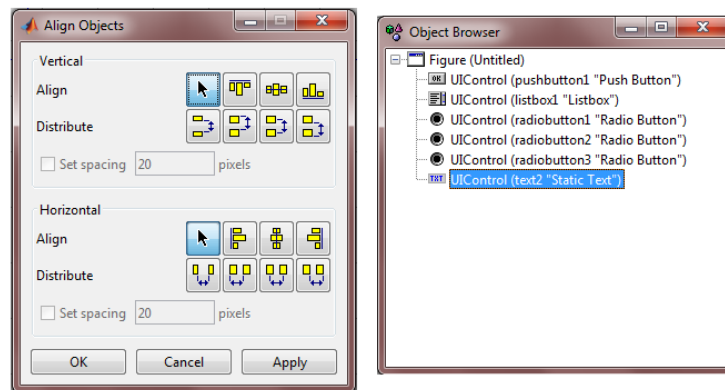 Align Objects
Vertical
Align
Distribute
Set spacing 20 pixels
Horizontal
Align
Distribute
Set spacing 20 pixels
OK Cancel Apply
Object Browser
Figure (Untitled)
OK UIControl (pushbutton1 "Push Button")
UIControl (listbox1 "Listbox")
UIControl (radiobutton1 "Radio Button")
UIControl (radiobutton2 "Radio Button")
UIControl (radiobutton3 "Radio Button")
TXT UIControl (text2 "Static Text")